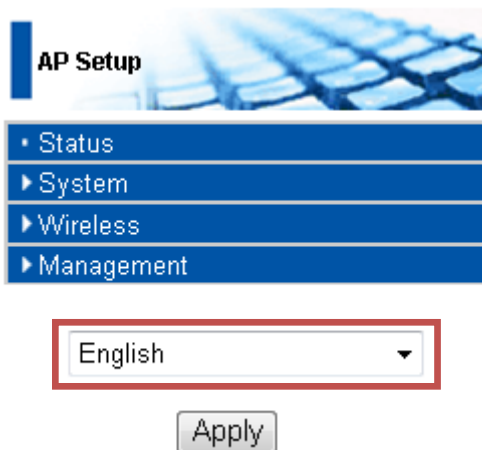 AP Setup
Status
System
Wireless
Management
English
Apply